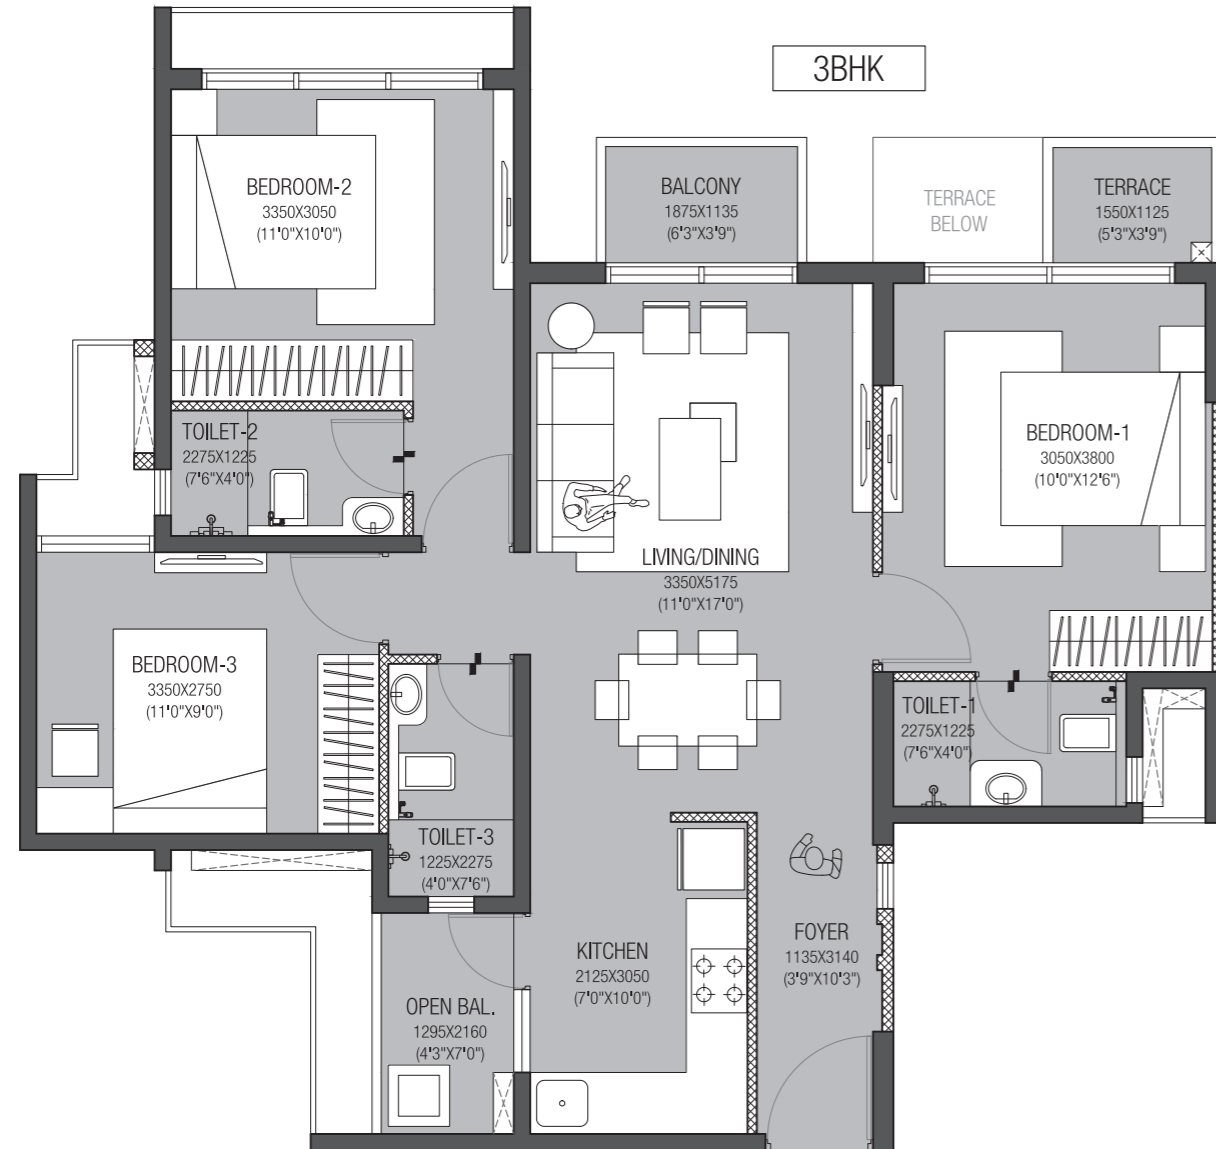 3BHK
BEDROOM-2
3350X3050
(11'0"X10'0")
BALCONY
1875X1135
(6'3"X3'9")
TERRACE
BELOW
TERRACE
1550X1125
(5'3"X3'9")
TOILET-2
2275X1225
(7'6"X4'0")
BEDROOM-1
3050X3800
(10'0"X12'6")
LIVING/DINING
3350X5175
(11'0"X17'0")
BEDROOM-3
3350X2750
(11'0"X9'0")
TOILET-1
2275X1225
(7'6"X4'0")
TOILET-3
1225X2275
(4'0"X7'6")
KITCHEN
2125X3050
(7'0"X10'0")
FOYER
1135X3140
(3'9"X10'3")
OPEN BAL.
1295X2160
(4'3"X7'0")